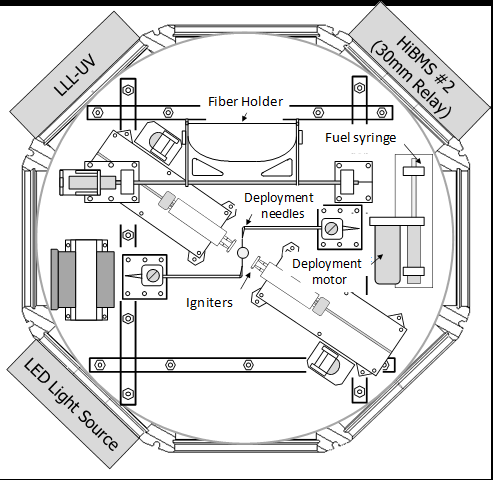 LLL-UV
HiBMS #2
(30mm Relay)
Fiber Holder
Fuel syringe
Deployment
needles
Deployment
motor
Igniters
LED Light Source